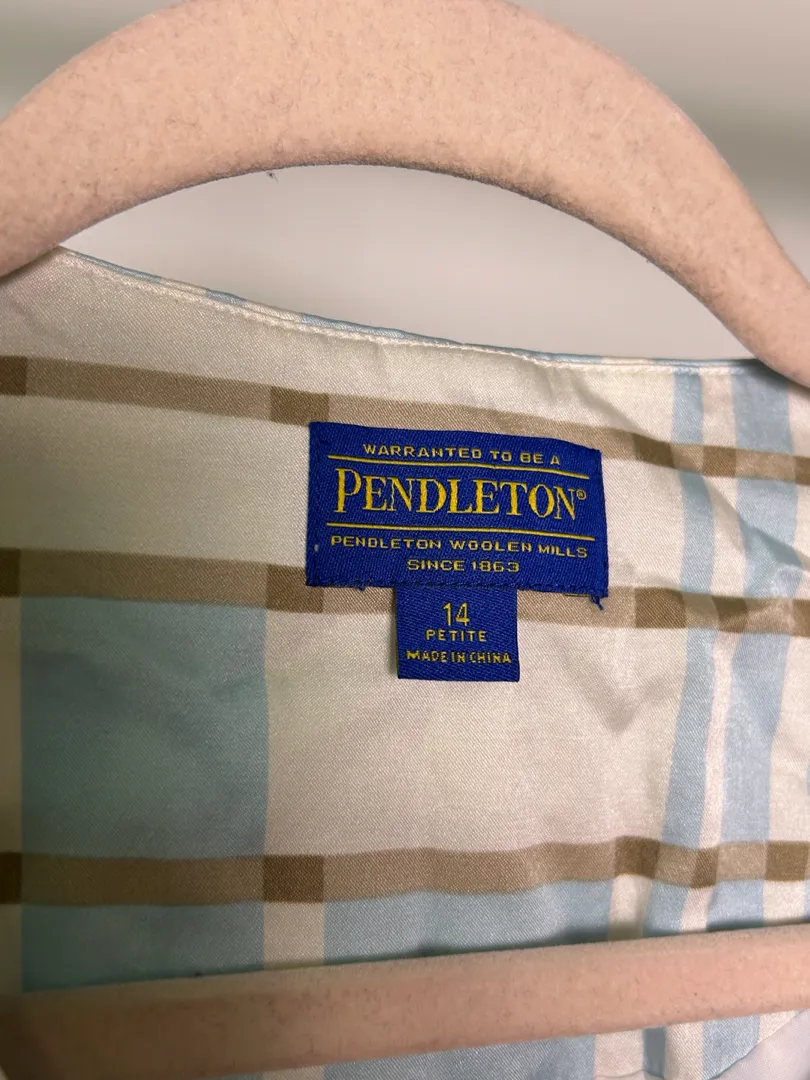 WARRANTED TO BE A
PENDLETON®
PENDLETON WOOLEN MILLS
SINCE 1863
14
PETITE
MADE IN CHINA